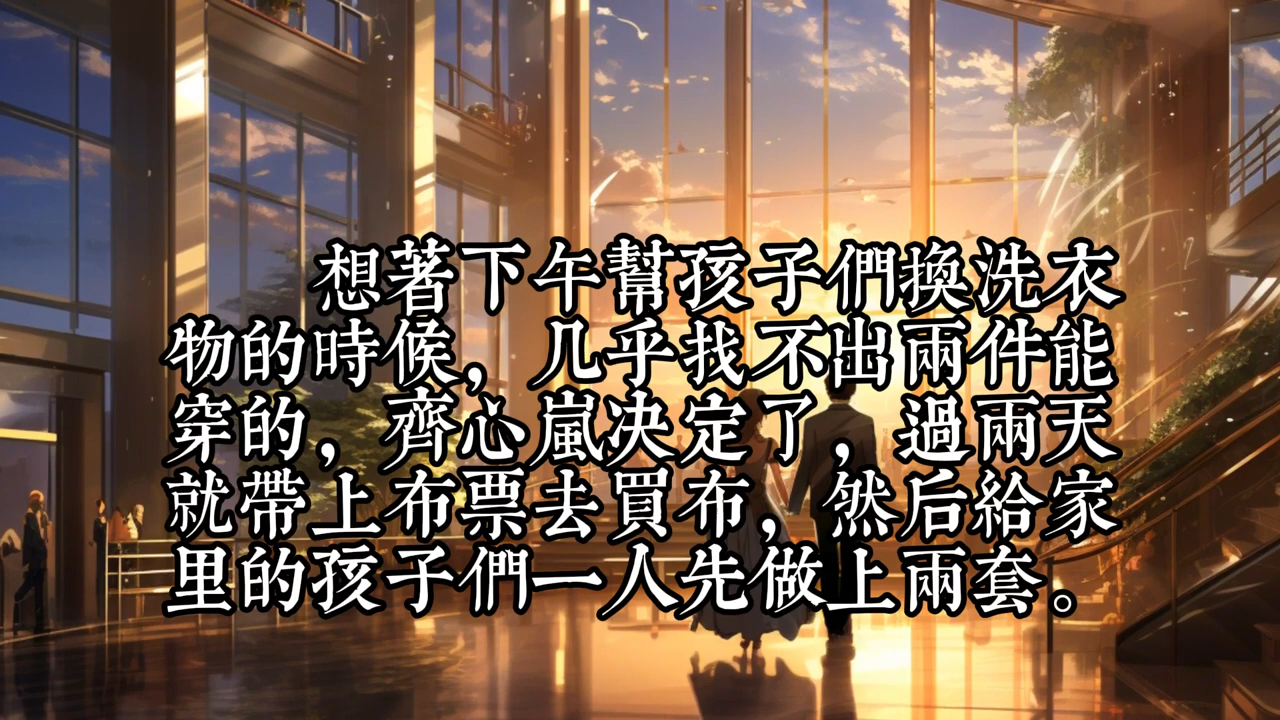 想著下午幫孩子們換洗衣
物的時候，几乎找不出兩件能
穿的，齊心嵐决定了，過兩天
就帶上布票去買布，然后給家
里的孩子們一人先做上兩套。